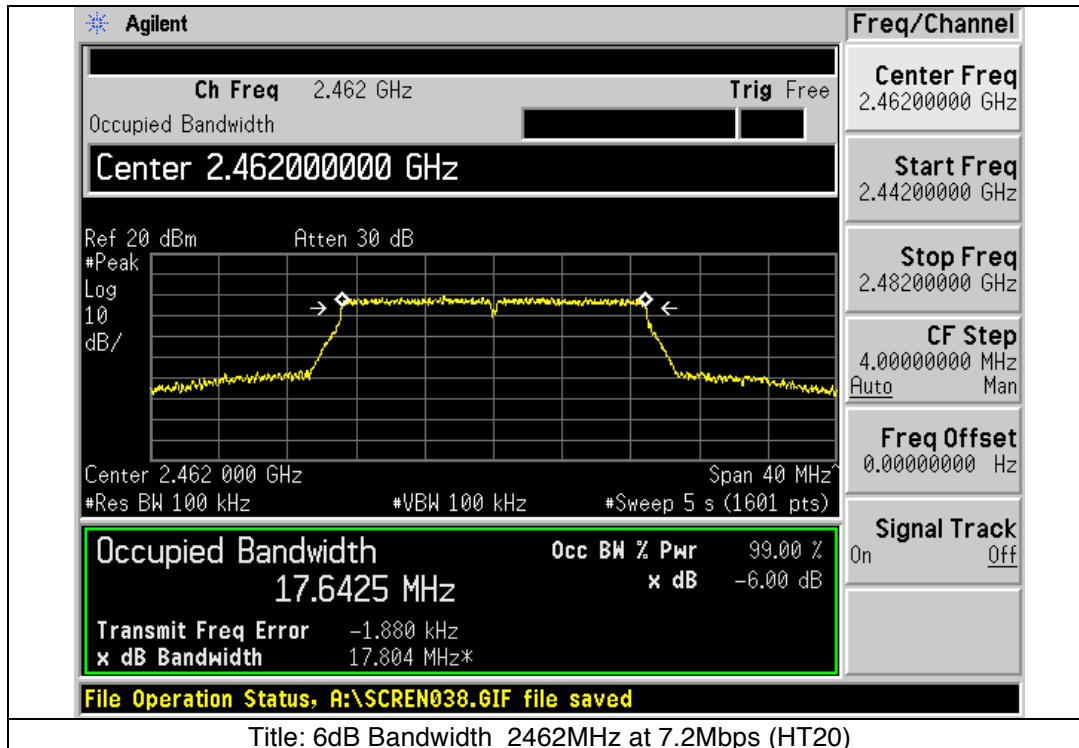 Agilent
Freq/Channel
Ch Freq 2.462 GHz Trig Free
Occupied Bandwidth
Center 2.462000000 GHz
Ref 20 dBm Atten 30 dB
#Peak
Log
10
dB/
Center 2.462 000 GHz Span 40 MHz^
#Res BW 100 kHz #VBW 100 kHz #Sweep 5 s (1601 pts)
Occupied Bandwidth Occ BW % Pwr 99.00 %
17.6425 MHz x dB -6.00 dB
Transmit Freq Error -1.880 kHz
x dB Bandwidth 17.804 MHz*
File Operation Status, A:\SCREN038.GIF file saved
Center Freq
2.46200000 GHz
Start Freq
2.44200000 GHz
Stop Freq
2.48200000 GHz
CF Step
4.00000000 MHz
Auto Man
Freq Offset
0.00000000 Hz
Signal Track
On Off
Title: 6dB Bandwidth 2462MHz at 7.2Mbps (HT20)